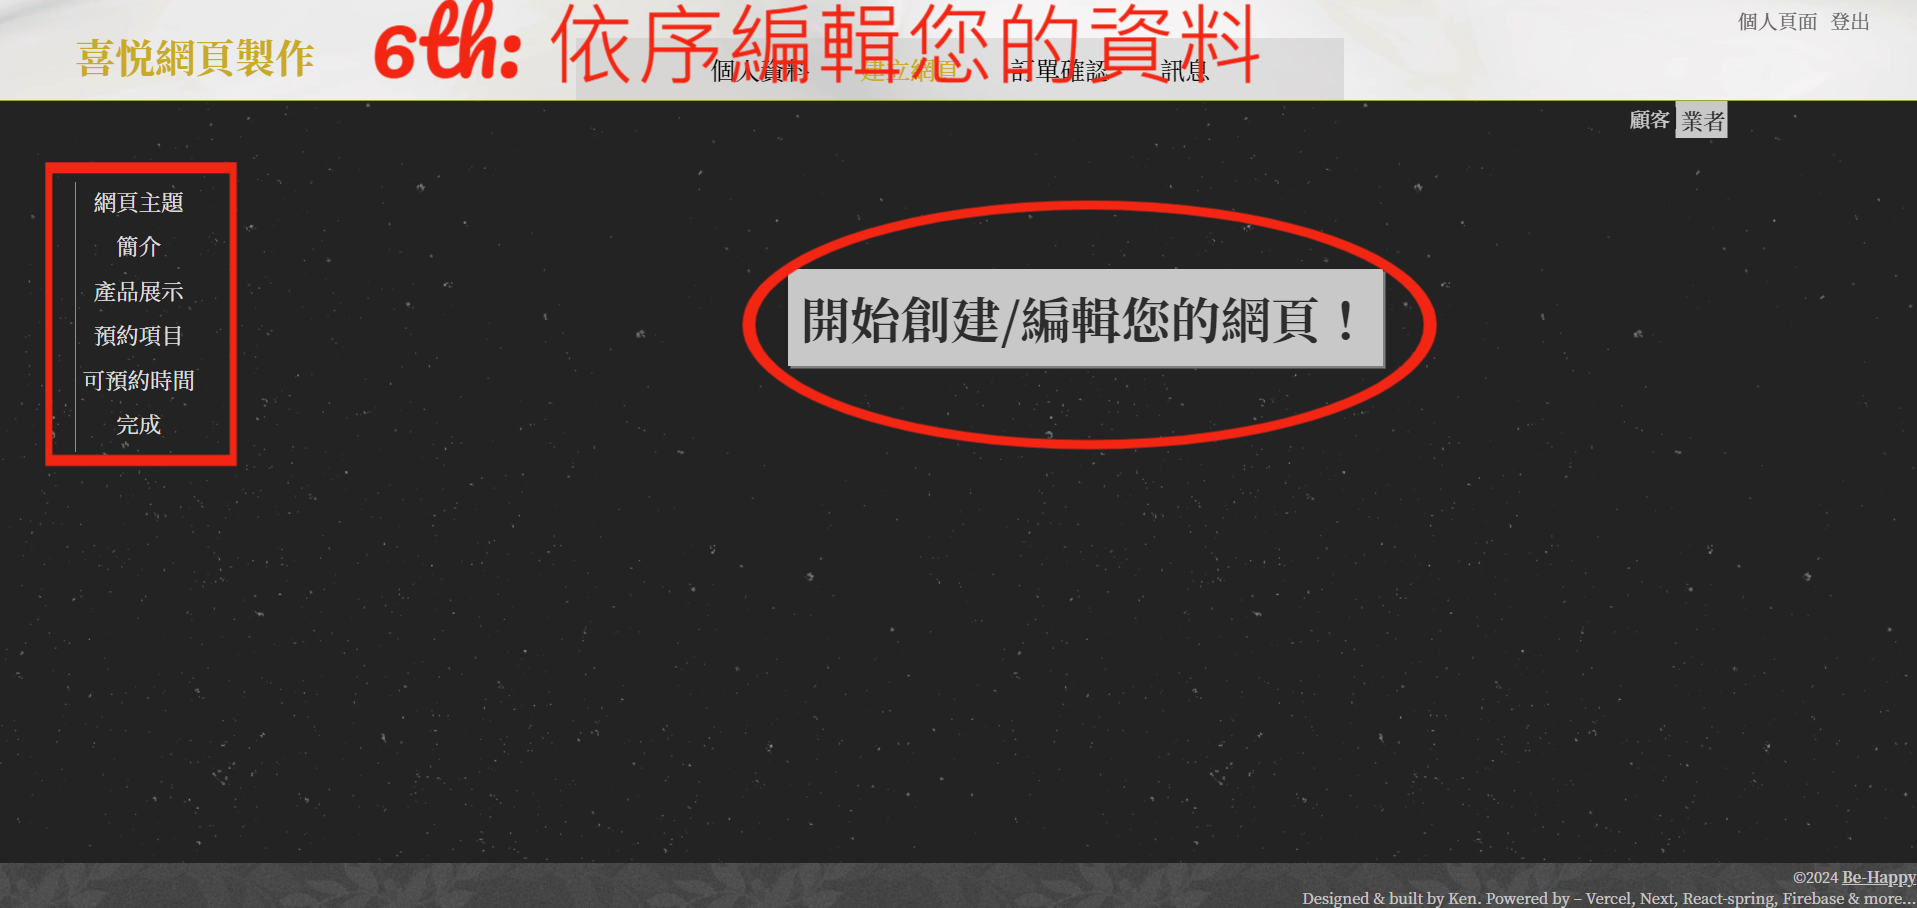 個人頁面 登出
喜悅網頁製作
6th: 依序編輯您的資料
個人資料 建立網頁 訂單確認 訊息
顧客 業者
網頁主題
簡介
產品展示
預約項目
可預約時間
完成
開始創建/編輯您的網頁！
©2024 Be-Happy
Designed & built by Ken. Powered by – Vercel, Next, React-spring, Firebase & more...